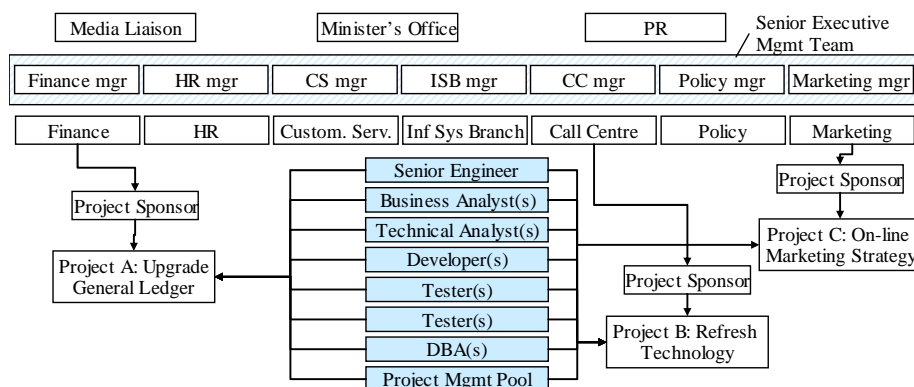 Media Liaison
Minister's Office
PR
Senior Executive
Mgmt Team
Finance mgr
HR mgr
CS mgr
ISB mgr
CC mgr
Policy mgr
Marketing mgr
Finance
HR
Custom. Serv.
Inf Sys Branch
Call Centre
Policy
Marketing
Senior Engineer
Business Analyst(s)
Technical Analyst(s)
Developer(s)
Tester(s)
Tester(s)
DBA(s)
Project Mgmt Pool
Project Sponsor
Project A: Upgrade
General Ledger
Project Sponsor
Project C: On-line
Marketing Strategy
Project Sponsor
Project B: Refresh
Technology